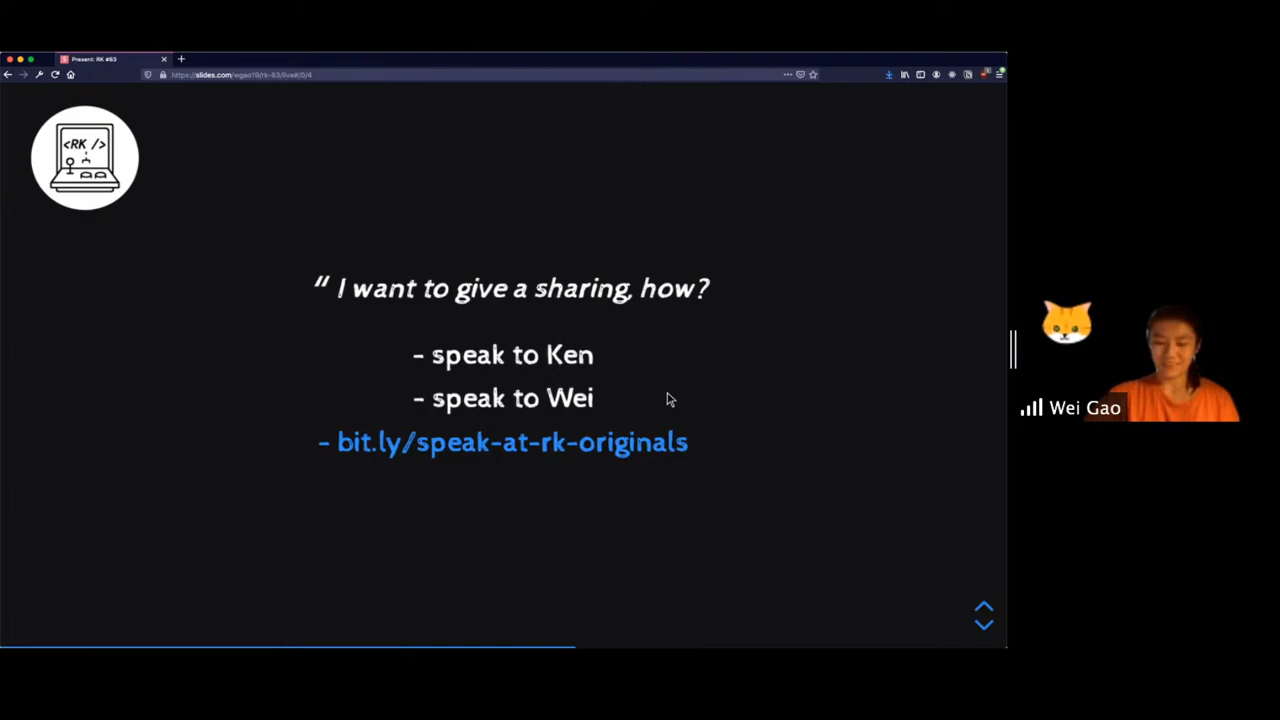 Present: RK #83
https://slides.com/wgao19/rk-83/live#/0/4
<RK />
“ I want to give a sharing, how?
- speak to Ken
- speak to Wei
- bit.ly/speak-at-rk-originals
Wei Gao